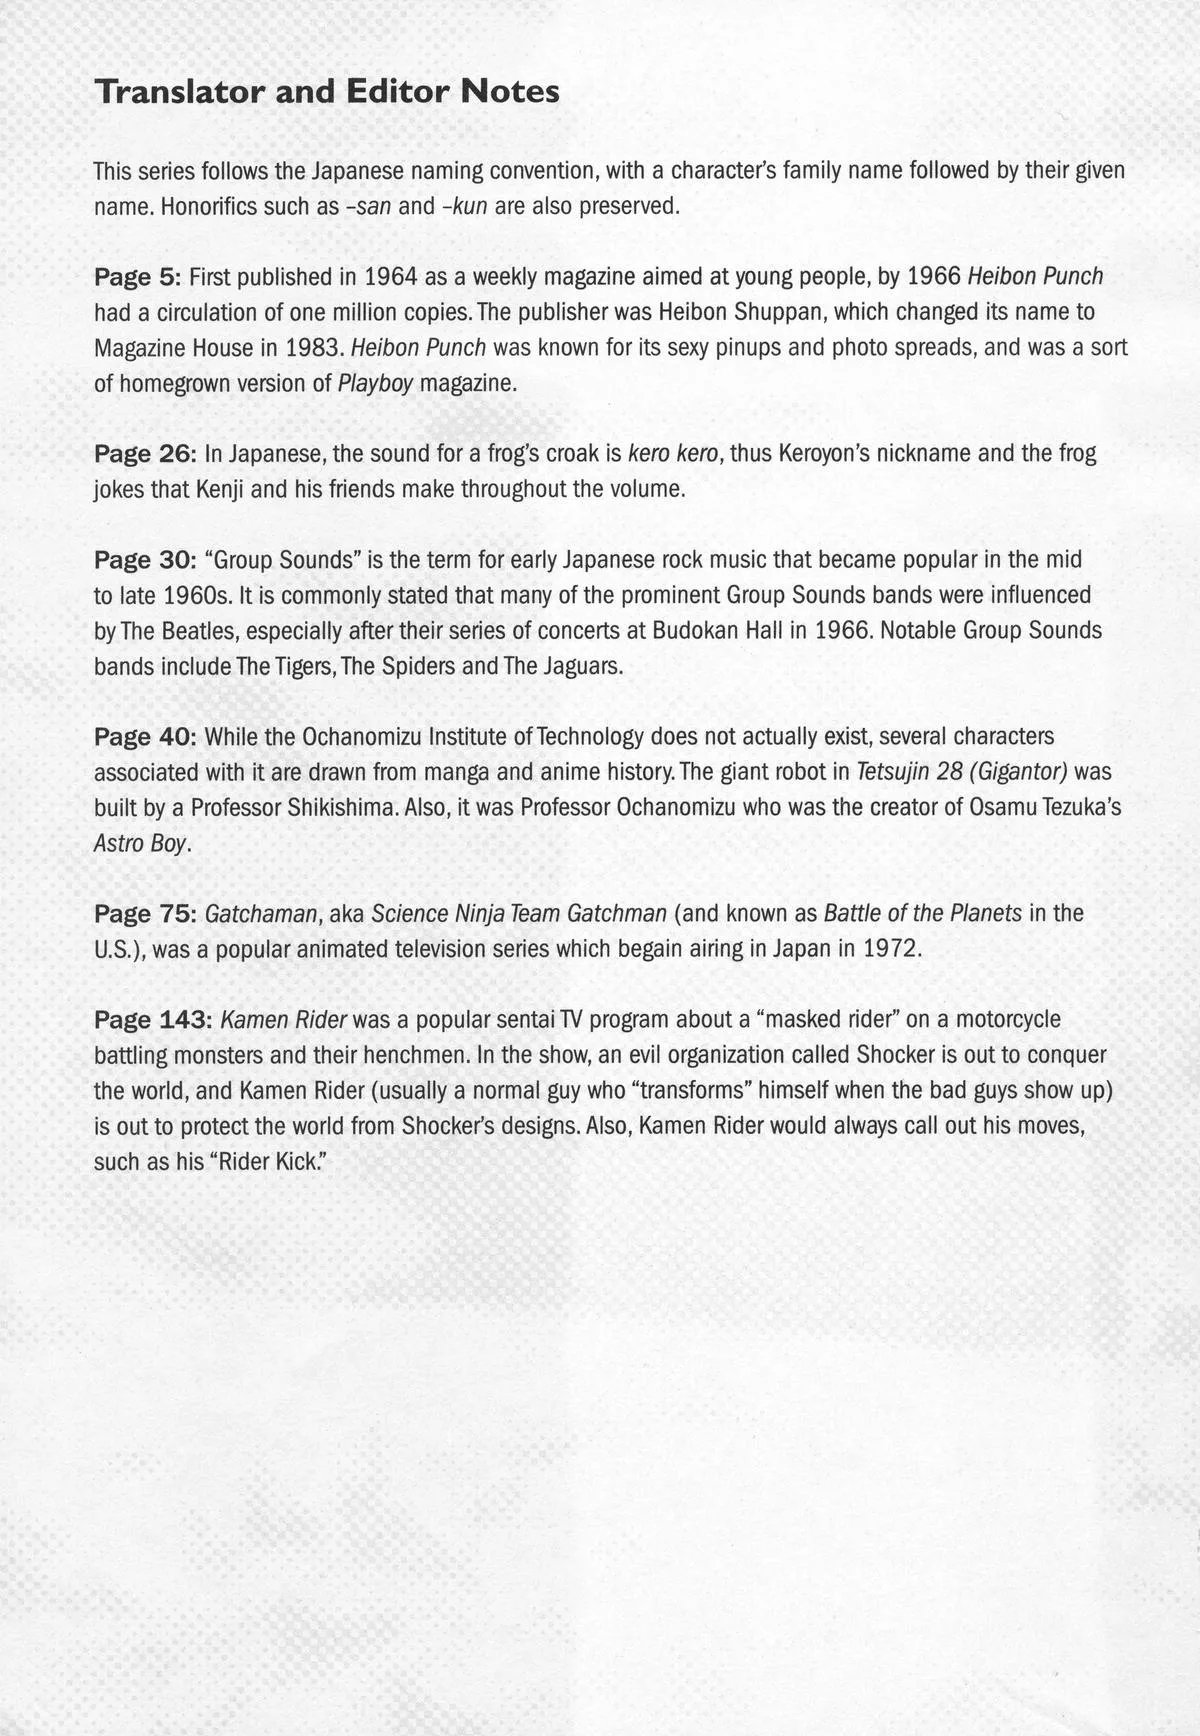 Translator and Editor Notes
This series follows the Japanese naming convention, with a character’s family name followed by their given
name. Honorifics such as –san and –kun are also preserved.
Page 5: First published in 1964 as a weekly magazine aimed at young people, by 1966 Heibon Punch
had a circulation of one million copies. The publisher was Heibon Shuppan, which changed its name to
Magazine House in 1983. Heibon Punch was known for its sexy pinups and photo spreads, and was a sort
of homegrown version of Playboy magazine.
Page 26: In Japanese, the sound for a frog’s croak is kero kero, thus Keroyon’s nickname and the frog
jokes that Kenji and his friends make throughout the volume.
Page 30: “Group Sounds” is the term for early Japanese rock music that became popular in the mid
to late 1960s. It is commonly stated that many of the prominent Group Sounds bands were influenced
by The Beatles, especially after their series of concerts at Budokan Hall in 1966. Notable Group Sounds
bands include The Tigers, The Spiders and The Jaguars.
Page 40: While the Ochanomizu Institute of Technology does not actually exist, several characters
associated with it are drawn from manga and anime history. The giant robot in Tetsujin 28 (Gigantor) was
built by a Professor Shikishima. Also, it was Professor Ochanomizu who was the creator of Osamu Tezuka’s
Astro Boy.
Page 75: Gatchaman, aka Science Ninja Team Gatchman (and known as Battle of the Planets in the
U.S.), was a popular animated television series which begain airing in Japan in 1972.
Page 143: Kamen Rider was a popular sentai TV program about a “masked rider” on a motorcycle
battling monsters and their henchmen. In the show, an evil organization called Shocker is out to conquer
the world, and Kamen Rider (usually a normal guy who “transforms” himself when the bad guys show up)
is out to protect the world from Shocker’s designs. Also, Kamen Rider would always call out his moves,
such as his “Rider Kick.”